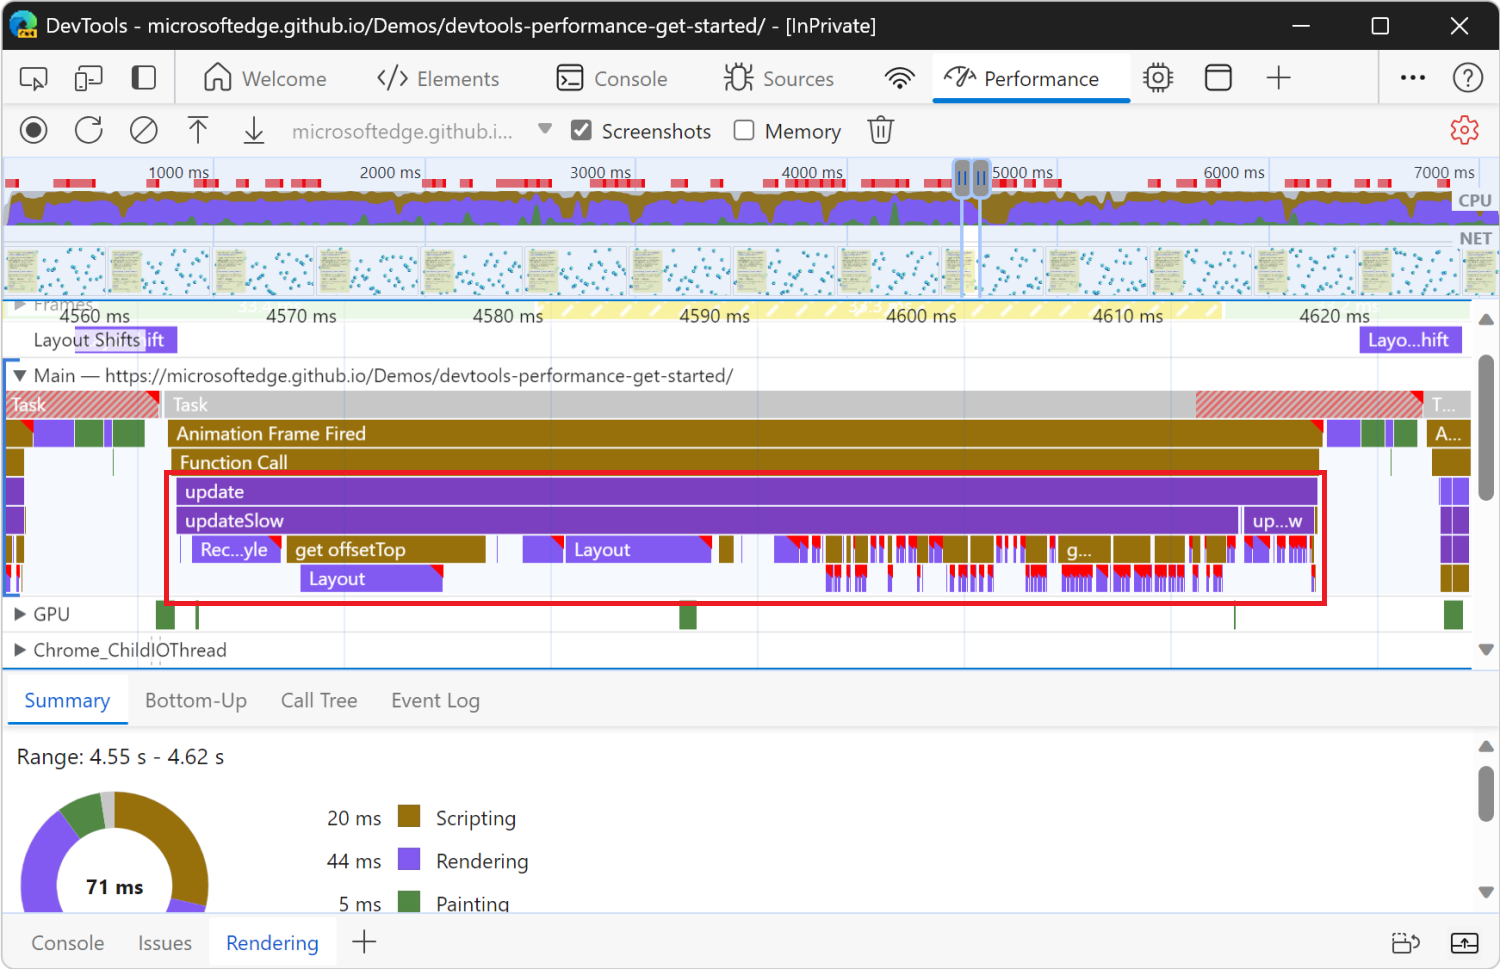 DevTools - microsoftedge.github.io/Demos/devtools-performance-get-started/ - [InPrivate]
Welcome </> Elements Console Sources Performance
microsoftedge.github.i... Screenshots Memory
1000 ms 2000 ms 3000 ms 4000 ms 5000 ms 6000 ms 7000 ms
CPU
NET
Frames
4560 ms 4570 ms 4580 ms 4590 ms 4600 ms 4610 ms 4620 ms
Layout Shifts ift Layo...hift
Main — https://microsoftedge.github.io/Demos/devtools-performance-get-started/
Task Task T...
Animation Frame Fired A...
Function Call
update
updateSlow up...w
Rec...yle get offsetTop Layout g...
Layout
GPU
Chrome_ChildIOThread
Summary Bottom-Up Call Tree Event Log
Range: 4.55 s - 4.62 s
20 ms Scripting
44 ms Rendering
71 ms
5 ms Painting
Console Issues Rendering